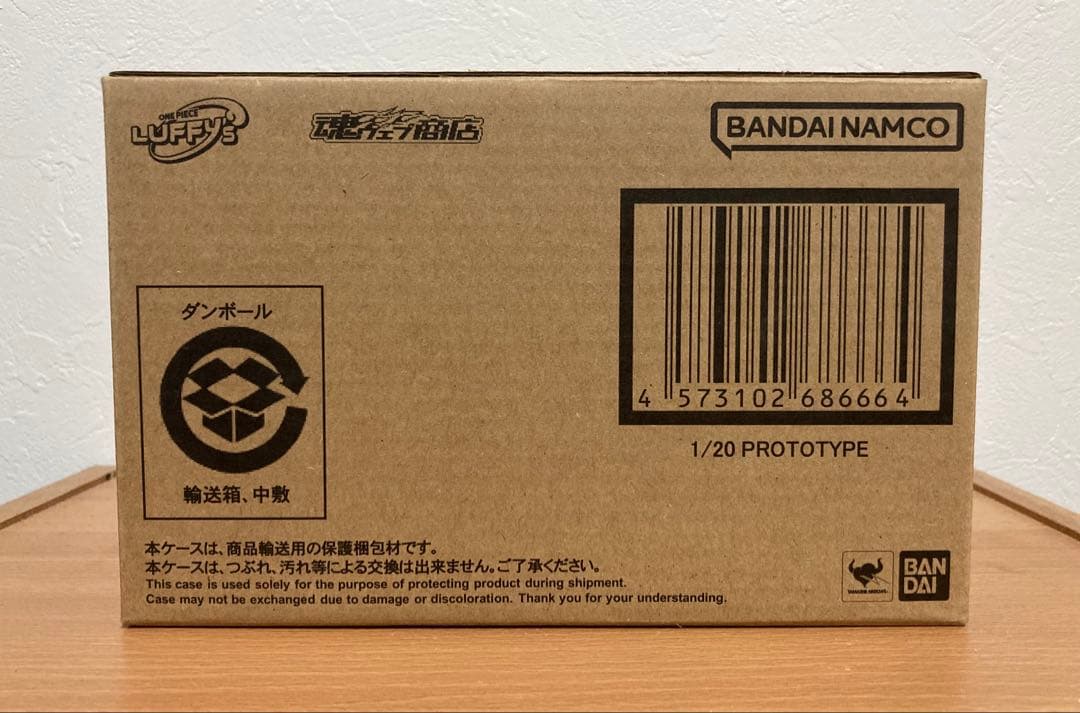 ONE PIECE
LUFFY's
魂ウェブ商店
BANDAI NAMCO
4 573102 686664
1/20 PROTOTYPE
ダンボール
輸送箱、中敷
本ケースは、商品輸送用の保護梱包材です。
本ケースは、つぶれ、汚れ等による交換は出来ません。ご了承ください。
This case is used solely for the purpose of protecting product during shipment.
Case may not be exchanged due to damage or discoloration. Thank you for your understanding.
TAMASHII NATIONS
BAN
DAI